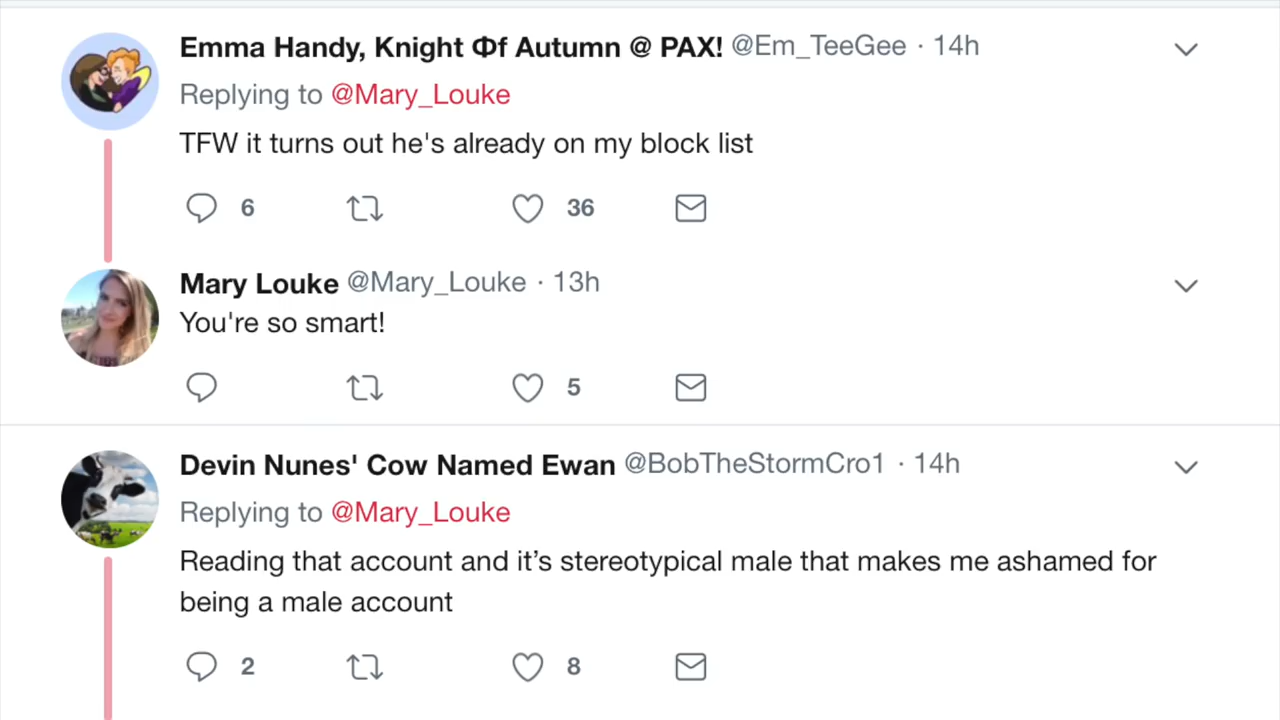 Emma Handy, Knight Φf Autumn @ PAX! @Em_TeeGee · 14h
Replying to @Mary_Louke
TFW it turns out he's already on my block list
6 36
Mary Louke @Mary_Louke · 13h
You're so smart!
5
Devin Nunes' Cow Named Ewan @BobTheStormCro1 · 14h
Replying to @Mary_Louke
Reading that account and it’s stereotypical male that makes me ashamed for
being a male account
2 8